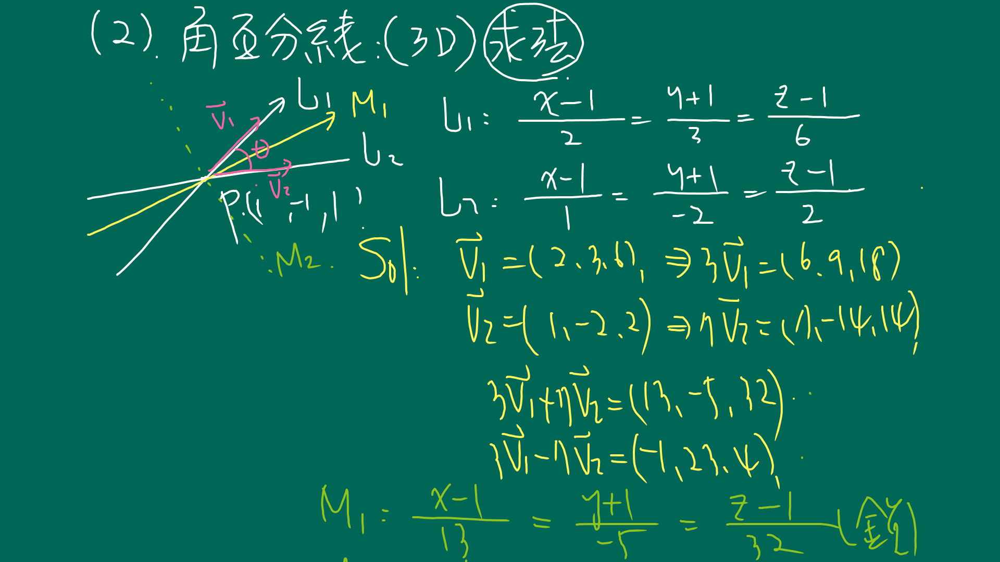 (2). 角平分線:(3D) 求法
L1: x-1/2 = y+1/3 = z-1/6
L2: x-1/1 = y+1/-2 = z-1/2
L1
M1
L2
V1
θ
V2
P(1,-1,1)
M2
Sol:
V1=(2,3,6), ⇒ 3V1=(6,9,18)
V2=(1,-2,2) ⇒ 7V2=(7,-14,14),
3V1+7V2=(13,-5,32)
3V1-7V2=(-1,23,4),
M1: x-1/13 = y+1/-5 = z-1/32 (銳)